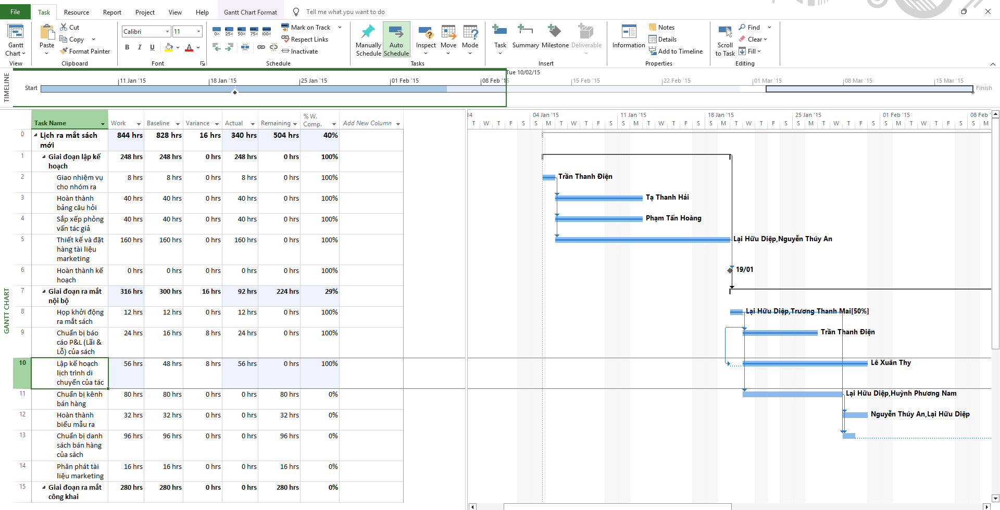 File Task Resource Report Project View Help Gantt Chart Format Tell me what you want to do
Gantt Chart
View
Paste
Cut
Copy
Format Painter
Clipboard
Calibri 11
B I U A
Font
0% 25% 50% 75% 100%
Mark on Track
Respect Links
Inactivate
Schedule
Manually Schedule
Auto Schedule
Inspect
Move
Mode
Tasks
Task
Summary
Milestone
Deliverable
Insert
Information
Notes
Details
Add to Timeline
Properties
Scroll to Task
Find
Clear
Fill
Editing
TIMELINE
Tue 10/02/15
11 Jan '15 18 Jan '15 25 Jan '15 01 Feb '15 08 Feb '15 15 Feb '15 22 Feb '15 01 Mar '15 08 Mar '15 15 Mar '15
Start Finish
GANTT CHART
Task Name Work Baseline Variance Actual Remaining % W. Comp. Add New Column
0 Lịch ra mắt sách mới 844 hrs 828 hrs 16 hrs 340 hrs 504 hrs 40%
1 Giai đoạn lập kế hoạch 248 hrs 248 hrs 0 hrs 248 hrs 0 hrs 100%
2 Giao nhiệm vụ cho nhóm ra 8 hrs 8 hrs 0 hrs 8 hrs 0 hrs 100%
3 Hoàn thành bảng câu hỏi 40 hrs 40 hrs 0 hrs 40 hrs 0 hrs 100%
4 Sắp xếp phỏng vấn tác giả 40 hrs 40 hrs 0 hrs 40 hrs 0 hrs 100%
5 Thiết kế và đặt hàng tài liệu marketing 160 hrs 160 hrs 0 hrs 160 hrs 0 hrs 100%
6 Hoàn thành kế hoạch 0 hrs 0 hrs 0 hrs 0 hrs 0 hrs 100%
7 Giai đoạn ra mắt nội bộ 316 hrs 300 hrs 16 hrs 92 hrs 224 hrs 29%
8 Họp khởi động ra mắt sách 12 hrs 12 hrs 0 hrs 12 hrs 0 hrs 100%
9 Chuẩn bị báo cáo P&L (Lãi & Lỗ) của sách 24 hrs 16 hrs 8 hrs 24 hrs 0 hrs 100%
10 Lập kế hoạch lịch trình di chuyển của tác 56 hrs 48 hrs 8 hrs 56 hrs 0 hrs 100%
11 Chuẩn bị kênh bán hàng 80 hrs 80 hrs 0 hrs 0 hrs 80 hrs 0%
12 Hoàn thành biểu mẫu ra 32 hrs 32 hrs 0 hrs 0 hrs 32 hrs 0%
13 Chuẩn bị danh sách bán hàng của sách 96 hrs 96 hrs 0 hrs 0 hrs 96 hrs 0%
14 Phân phát tài liệu marketing 16 hrs 16 hrs 0 hrs 0 hrs 16 hrs 0%
15 Giai đoạn ra mắt công khai 280 hrs 280 hrs 0 hrs 0 hrs 280 hrs 0%
14 04 Jan '15 11 Jan '15 18 Jan '15 25 Jan '15 01 Feb '15 08 Feb '
T W T F S S M T W T F S S M T W T F S S M T W T F S S M T W T F S S M T W T F S S M
Trần Thanh Điện
Tạ Thanh Hải
Phạm Tấn Hoàng
Lại Hữu Diệp,Nguyễn Thúy An
19/01
Lại Hữu Diệp,Trương Thanh Mai[50%]
Trần Thanh Điện
Lê Xuân Thy
Lại Hữu Diệp,Huỳnh Phương Nam
Nguyễn Thúy An,Lại Hữu Diệp